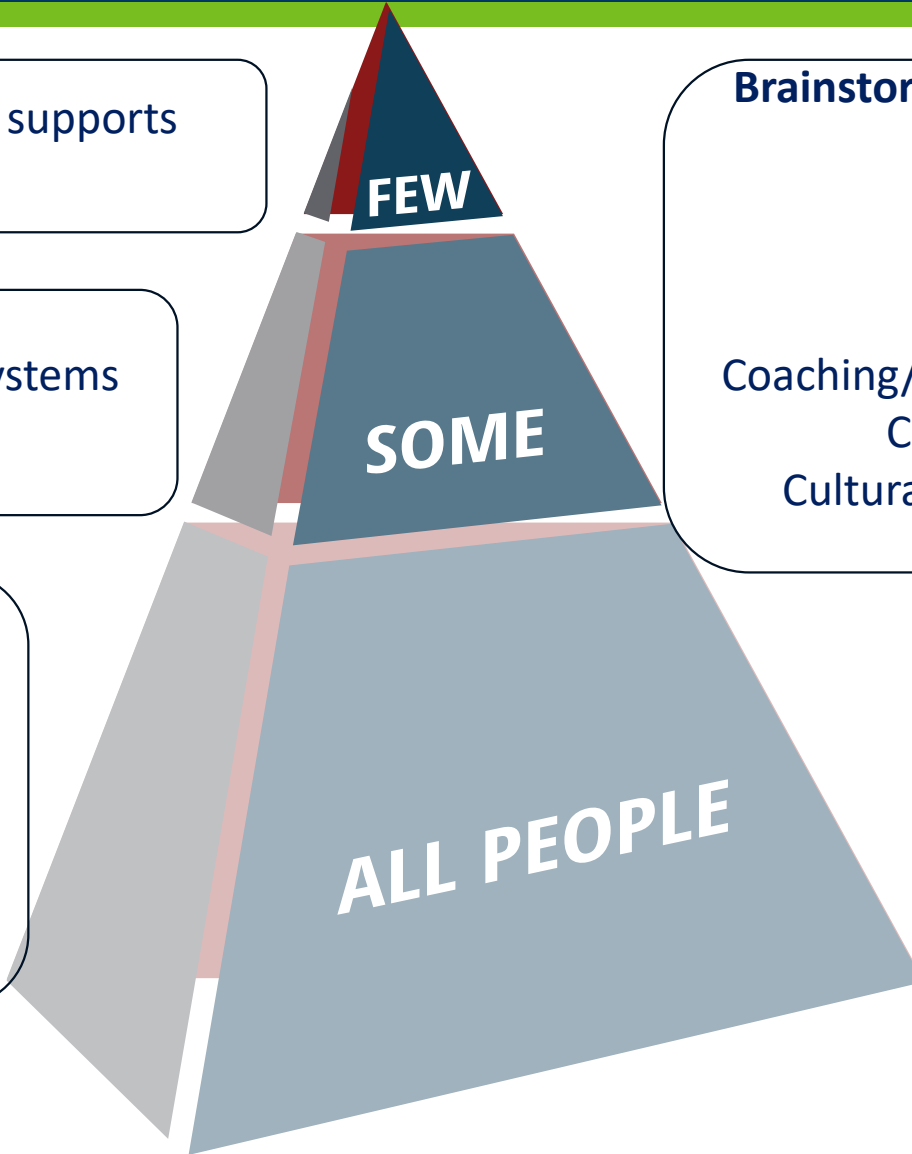 supports
Brainstor
FEW
ystems
Coaching/
C
Cultura
SOME
ALL PEOPLE